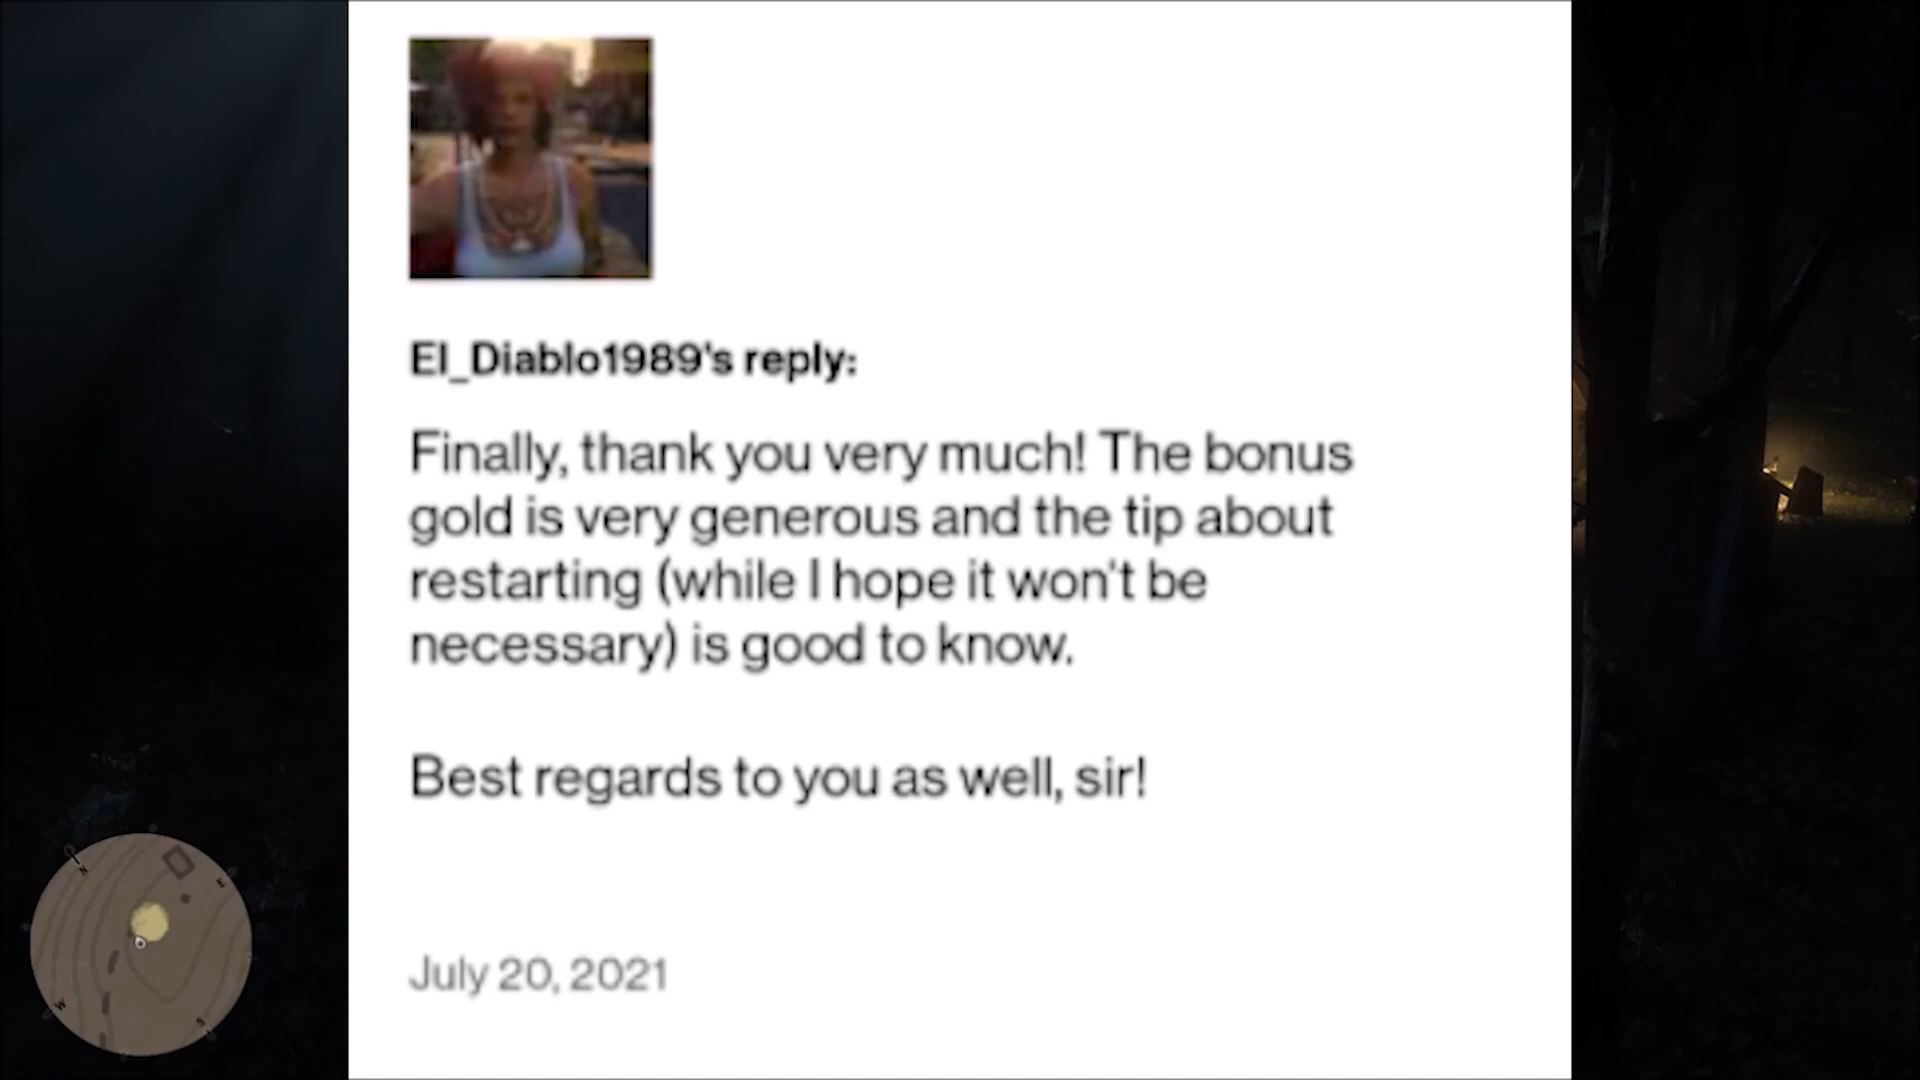 El_Diablo1989's reply:
Finally, thank you very much! The bonus
gold is very generous and the tip about
restarting (while I hope it won't be
necessary) is good to know.
Best regards to you as well, sir!
July 20, 2021
N
E
W
S